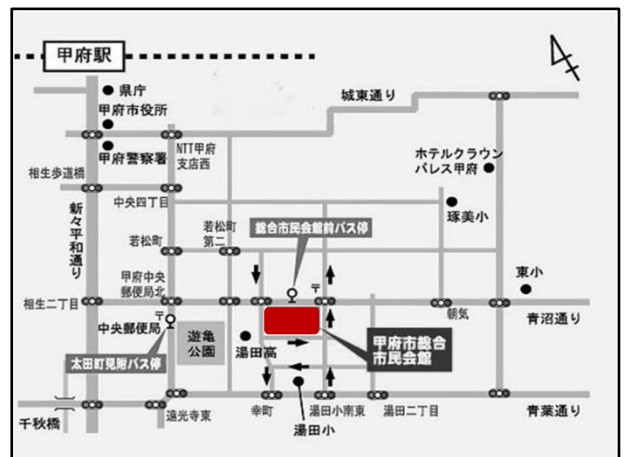 甲府駅
県庁
甲府市役所
甲府警察署
相生歩道橋
新々平和通り
城東通り
NTT甲府
支店西
ホテルクラウン
パレス甲府
中央四丁目
琢美小
若松町
若松町
第二
総合市民会館前バス停
甲府中央
郵便局北
〒
東小
相生二丁目
朝気
青沼通り
〒
中央郵便局
遊亀
公園
湯田高
甲府市総合
市民会館
太田町見附バス停
千秋橋
遠光寺東
幸町
湯田小南東
湯田二丁目
青葉通り
湯田小